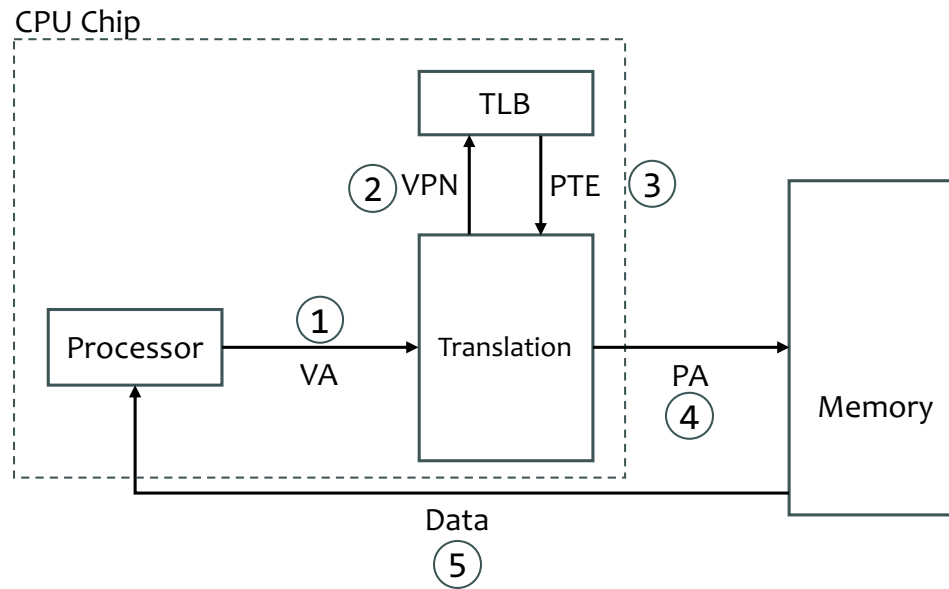 CPU Chip
TLB
2 VPN
PTE 3
1
Processor
VA
Translation
PA
4
Memory
Data
5